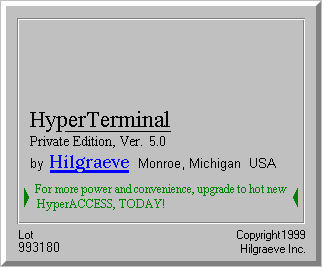 HyperTerminal
Private Edition, Ver. 5.0
by Hilgraeve Monroe, Michigan USA
For more power and convenience, upgrade to hot new
HyperACCESS, TODAY!
Lot Copyright1999
993180 Hilgraeve Inc.